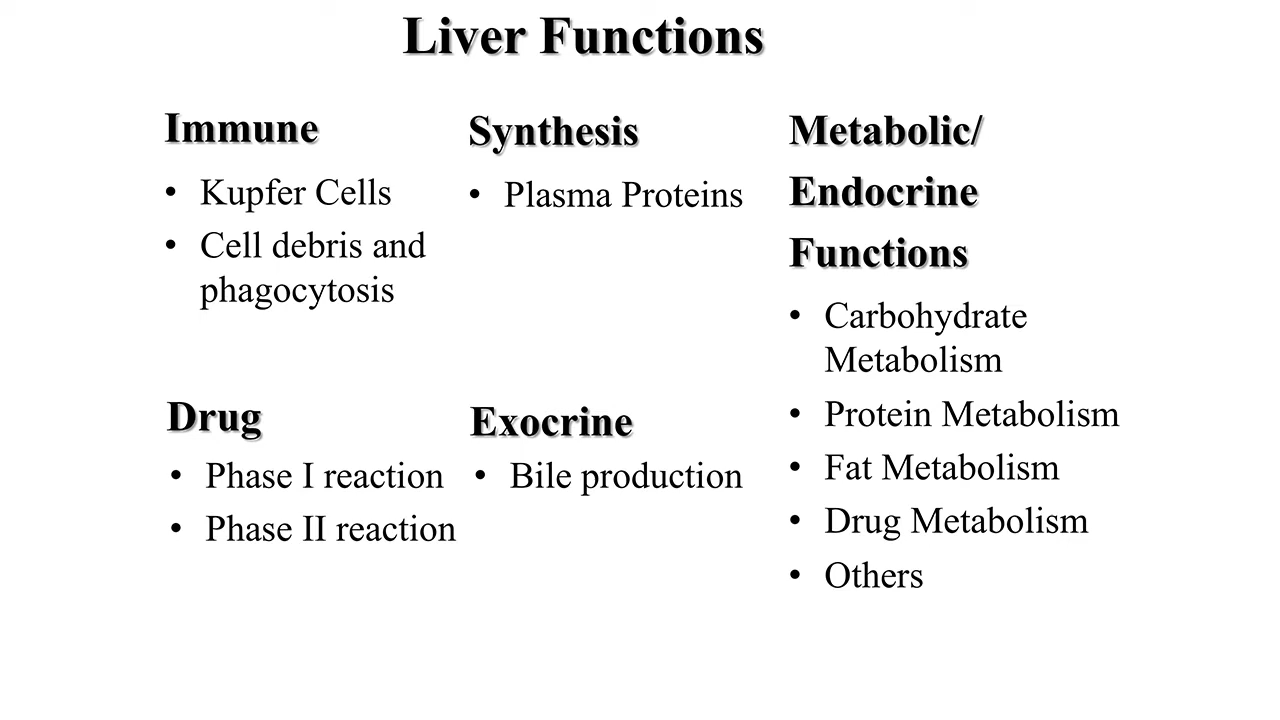 Liver Functions
Immune
• Kupfer Cells
• Cell debris and
phagocytosis
Synthesis
• Plasma Proteins
Metabolic/
Endocrine
Functions
• Carbohydrate
Metabolism
• Protein Metabolism
• Fat Metabolism
• Drug Metabolism
• Others
Drug
• Phase I reaction
• Phase II reaction
Exocrine
• Bile production